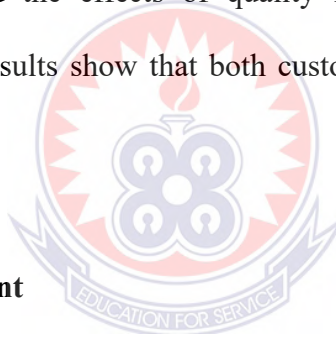 the effects of quality
sults show that both custo
nt
EDUCATION FOR SERVICE